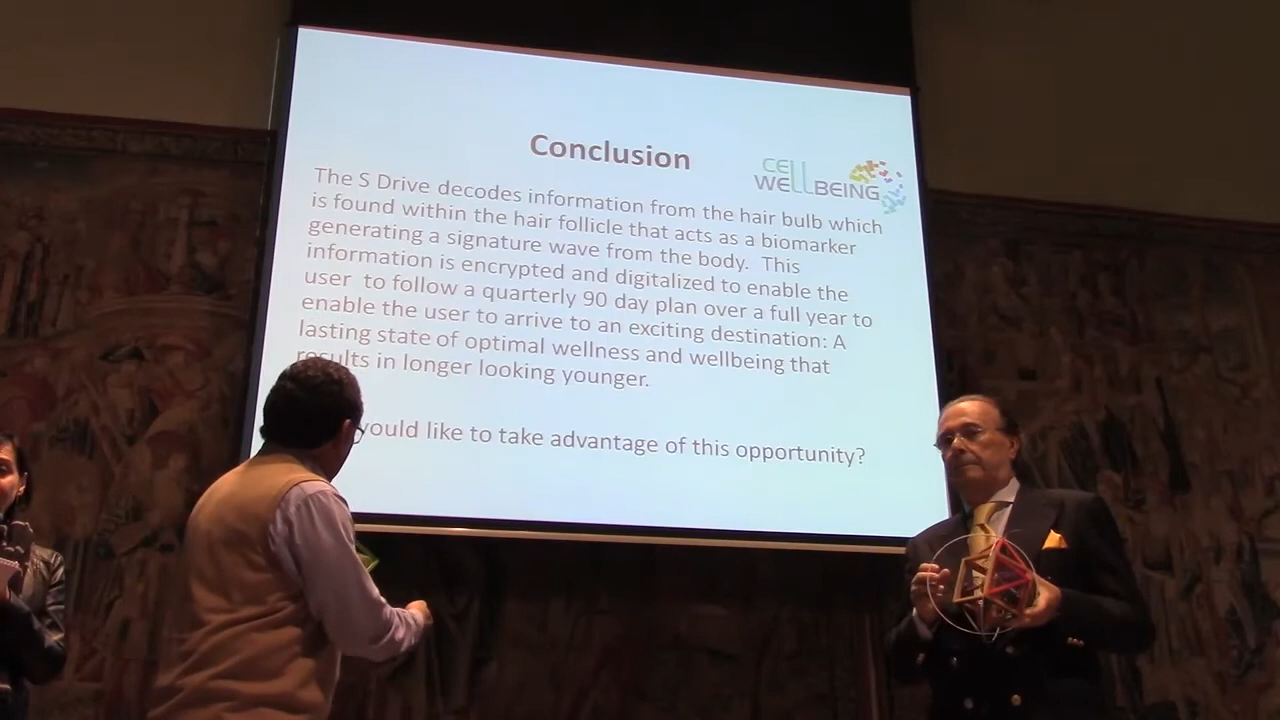 Conclusion
CELL
WELLBEING
The S Drive decodes information from the hair bulb which
is found within the hair follicle that acts as a biomarker
generating a signature wave from the body. This
information is encrypted and digitalized to enable the
user to follow a quarterly 90 day plan over a full year to
enable the user to arrive to an exciting destination: A
lasting state of optimal wellness and wellbeing that
results in longer looking younger.
would like to take advantage of this opportunity?